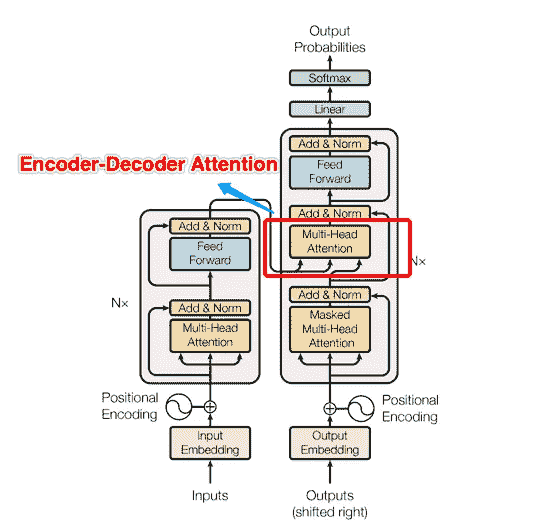 Output
Probabilities
Softmax
Linear
Add & Norm
Feed
Forward
Add & Norm
Multi-Head
Attention
Nx
Add & Norm
Masked
Multi-Head
Attention
Positional
Encoding
Output
Embedding
Outputs
(shifted right)
Encoder-Decoder Attention
Add & Norm
Feed
Forward
N×
Add & Norm
Multi-Head
Attention
Positional
Encoding
Input
Embedding
Inputs